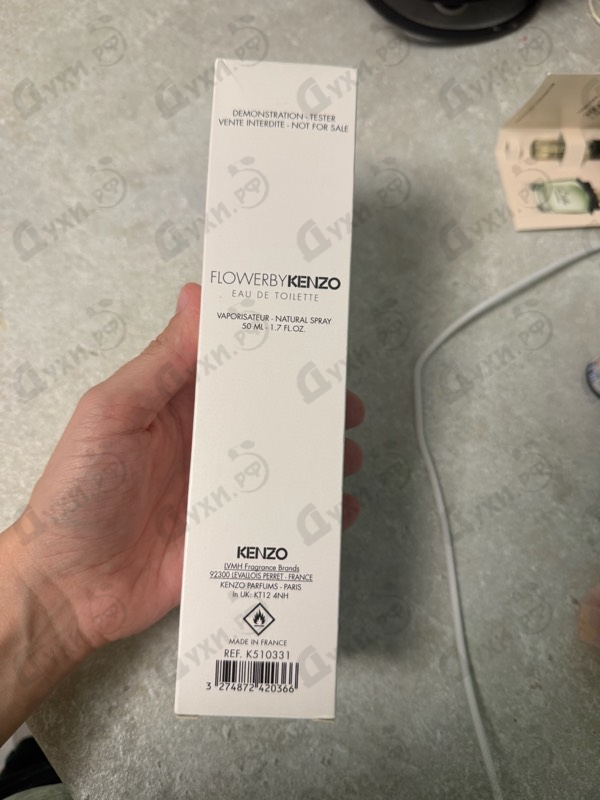 DEMONSTRATION - TESTER
VENTE INTERDITE - NOT FOR SALE
FLOWERBYKENZO
EAU DE TOILETTE
VAPORISATEUR - NATURAL SPRAY
50 ML - 1.7 FL.OZ.
KENZO
LVMH Fragrance Brands
92300 LEVALLOIS PERRET - FRANCE
KENZO PARFUMS - PARIS
In UK: KT12 4NH
MADE IN FRANCE
REF. K510331
3 274872 420366
Духи.рф